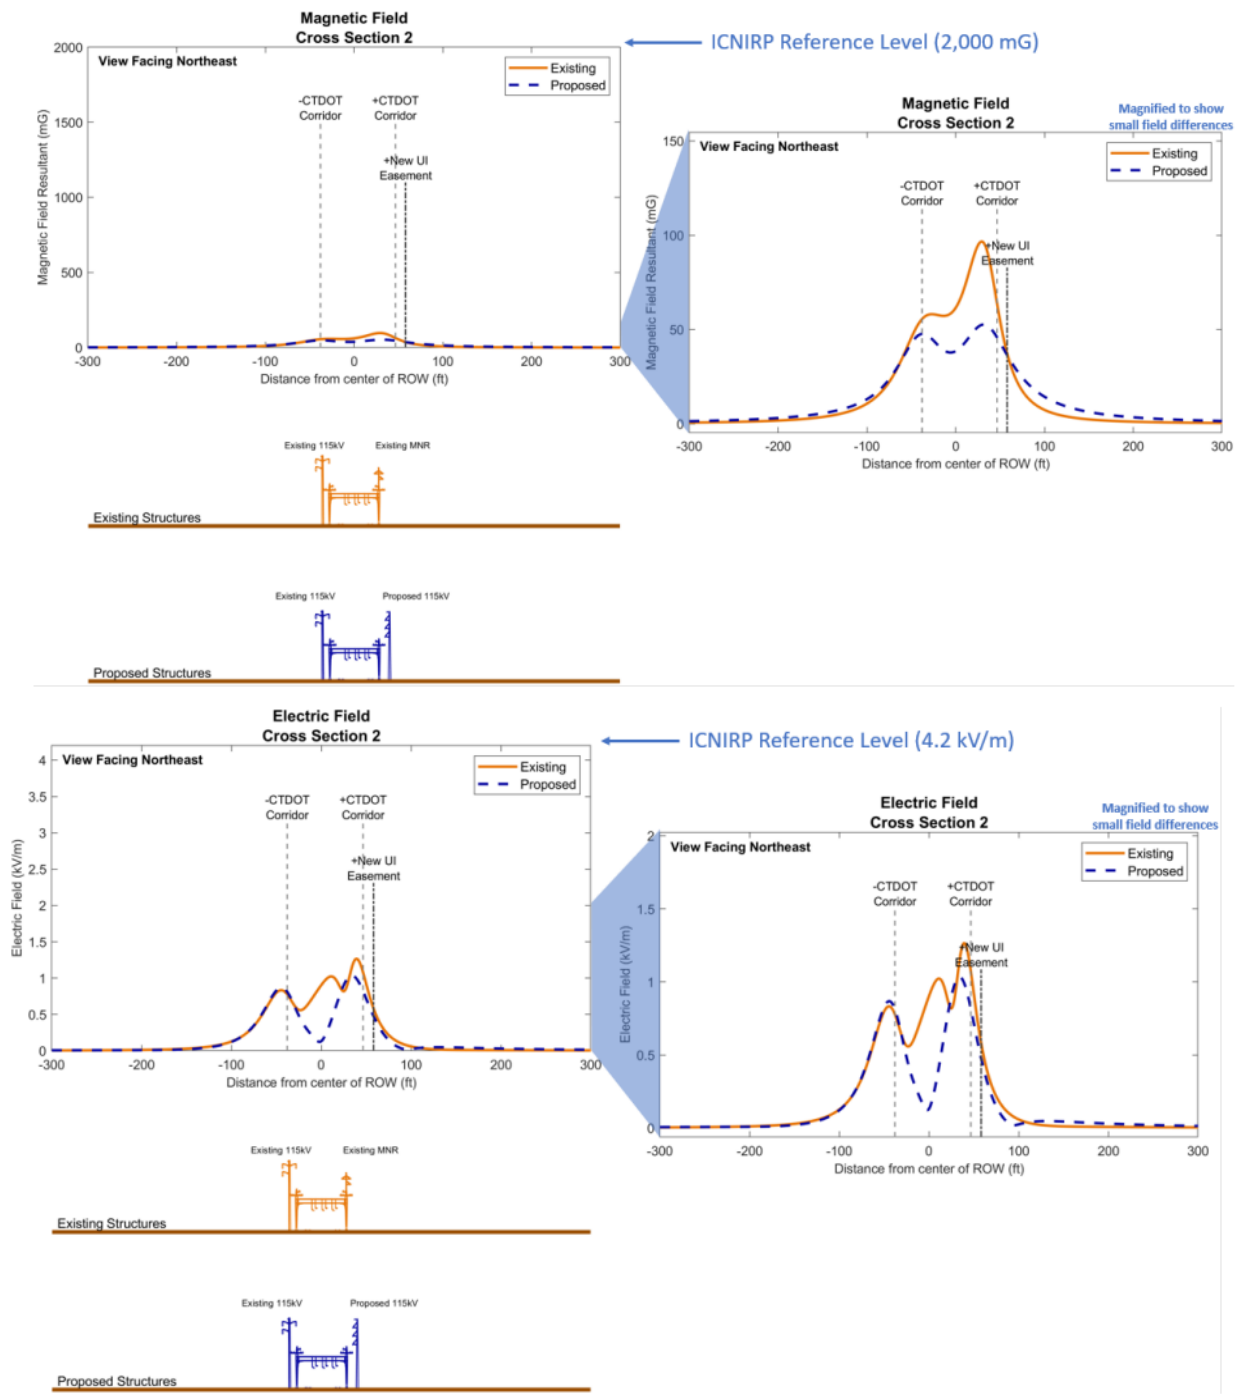 Magnetic Field
Cross Section 2
ICNIRP Reference Level (2,000 mG)
View Facing Northeast
Existing
Proposed
-CTDOT
Corridor
+CTDOT
Corridor
+New UI
Easement
Magnetic Field Resultant (mG)
2000
1500
1000
500
0
-300
-200
-100
0
100
200
300
Distance from center of ROW (ft)
Magnetic Field
Cross Section 2
Magnified to show
small field differences
View Facing Northeast
Existing
Proposed
-CTDOT
Corridor
+CTDOT
Corridor
+New UI
Easement
Magnetic Field Resultant (mG)
150
100
50
0
-300
-200
-100
0
100
200
300
Distance from center of ROW (ft)
Existing 115kV
Existing MNR
Existing Structures
Existing 115kV
Proposed 115kV
Proposed Structures
Electric Field
Cross Section 2
ICNIRP Reference Level (4.2 kV/m)
View Facing Northeast
Existing
Proposed
-CTDOT
Corridor
+CTDOT
Corridor
+New UI
Easement
Electric Field (kV/m)
4
3.5
3
2.5
2
1.5
1
0.5
0
-300
-200
-100
0
100
200
300
Distance from center of ROW (ft)
Electric Field
Cross Section 2
Magnified to show
small field differences
View Facing Northeast
Existing
Proposed
-CTDOT
Corridor
+CTDOT
Corridor
+New UI
Easement
Electric Field (kV/m)
2
1.5
1
0.5
0
-300
-200
-100
0
100
200
300
Distance from center of ROW (ft)
Existing 115kV
Existing MNR
Existing Structures
Existing 115kV
Proposed 115kV
Proposed Structures